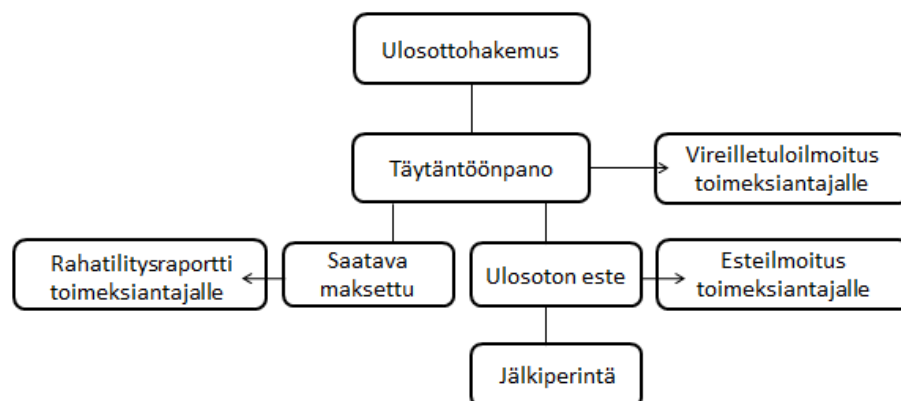 Ulosottohakemus
Täytäntöönpano
Vireilletuloilmoitus
toimeksiantajalle
Rahatilitysraportti
toimeksiantajalle
Saatava
maksettu
Ulosoton este
Esteilmoitus
toimeksiantajalle
Jälkiperintä